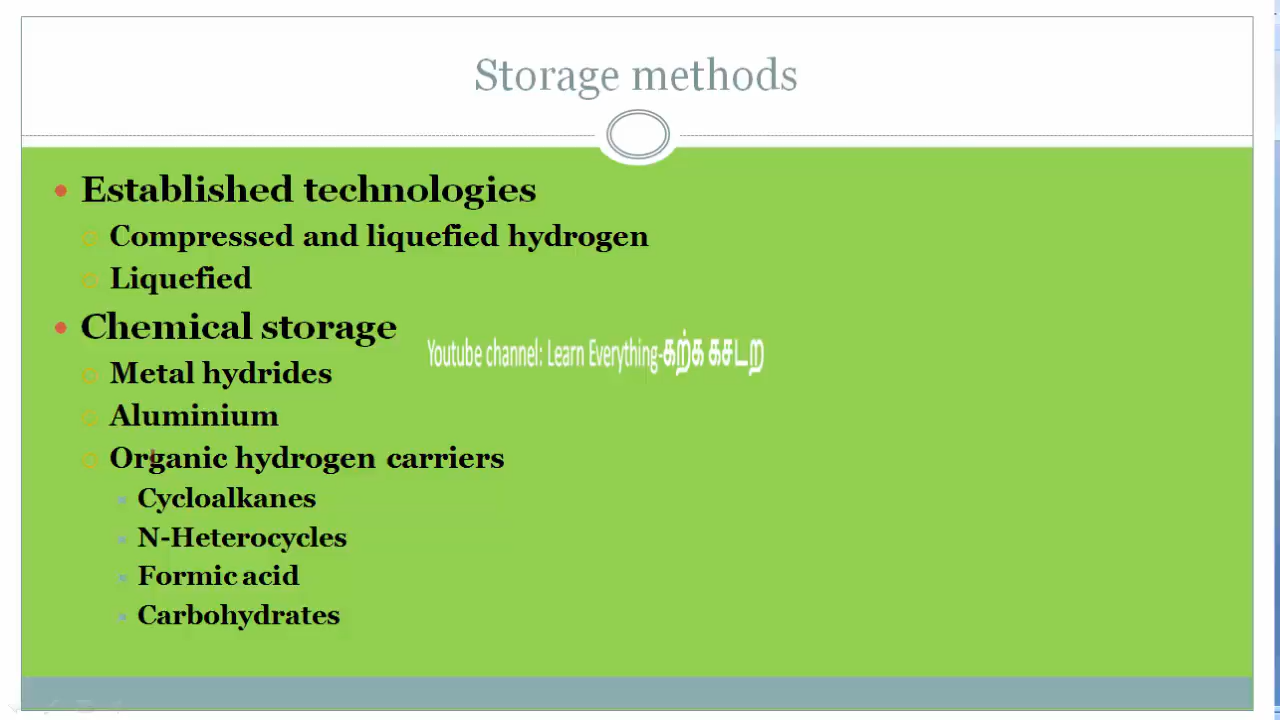 Storage methods
Established technologies
Compressed and liquefied hydrogen
Liquefied
Chemical storage
Youtube channel: Learn Everything-கற்க கசடற
Metal hydrides
Aluminium
Organic hydrogen carriers
Cycloalkanes
N-Heterocycles
Formic acid
Carbohydrates